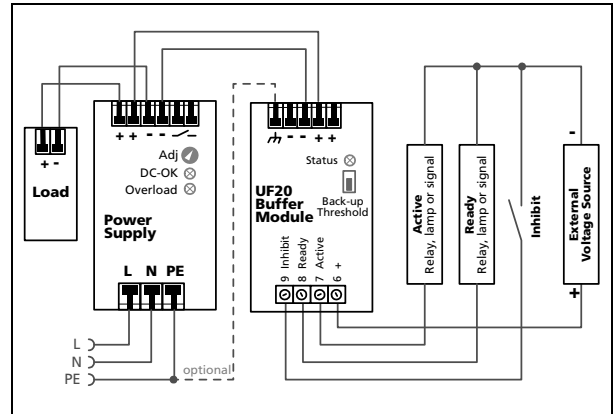 + -
Load
+ + - -
Adj
DC-OK
Overload
Power
Supply
L N PE
L
N
PE
optional
- - + +
Status
UF20
Buffer
Module
Back-up
Threshold
9 Inhibit
8 Ready
7 Active
6 +
Active
Relay, lamp or signal
Ready
Relay, lamp or signal
Inhibit
-
External
Voltage Source
+